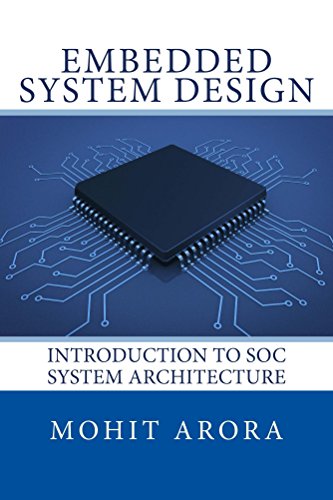 EMBEDDED
SYSTEM DESIGN
INTRODUCTION TO SOC
SYSTEM ARCHITECTURE
MOHIT ARORA